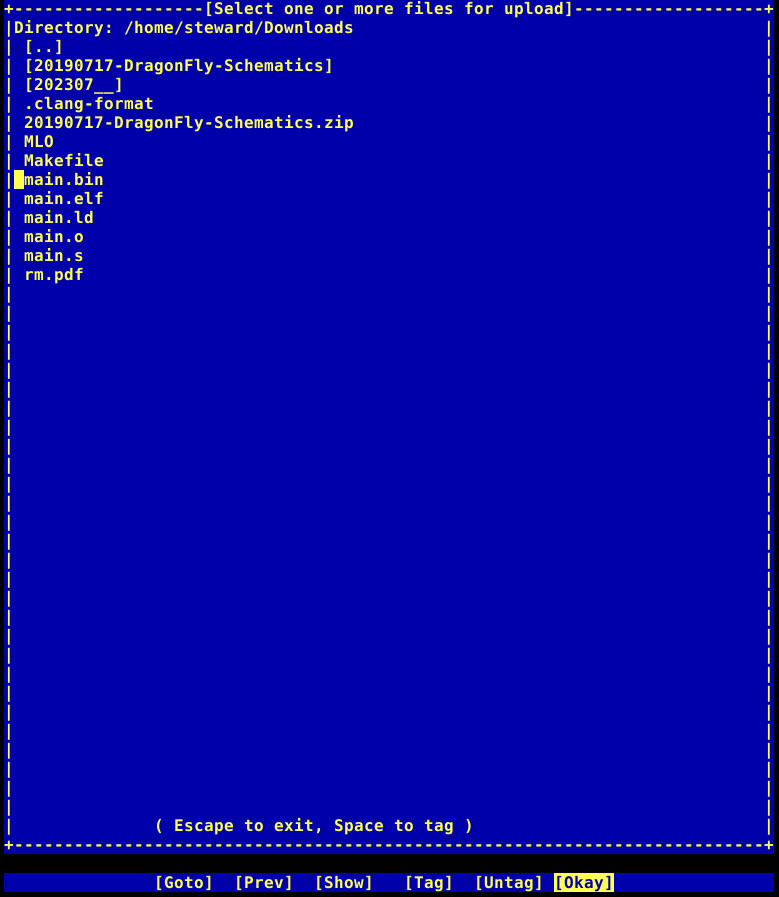 [Select one or more files for upload]
Directory: /home/steward/Downloads
[..]
[20190717-DragonFly-Schematics]
[202307__]
.clang-format
20190717-DragonFly-Schematics.zip
MLO
Makefile
main.bin
main.elf
main.ld
main.o
main.s
rm.pdf
( Escape to exit, Space to tag )
[Goto] [Prev] [Show] [Tag] [Untag] [Okay]